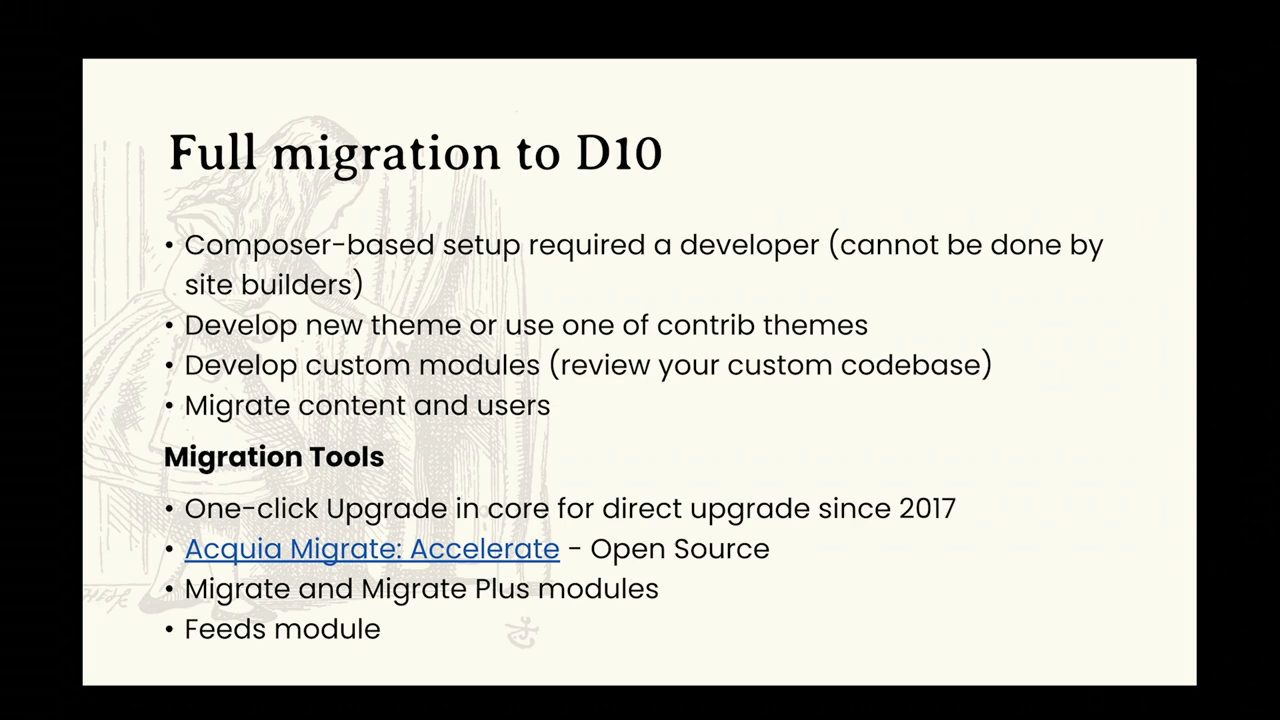 Full migration to D10
• Composer-based setup required a developer (cannot be done by
site builders)
• Develop new theme or use one of contrib themes
• Develop custom modules (review your custom codebase)
• Migrate content and users
Migration Tools
• One-click Upgrade in core for direct upgrade since 2017
• Acquia Migrate: Accelerate - Open Source
• Migrate and Migrate Plus modules
• Feeds module